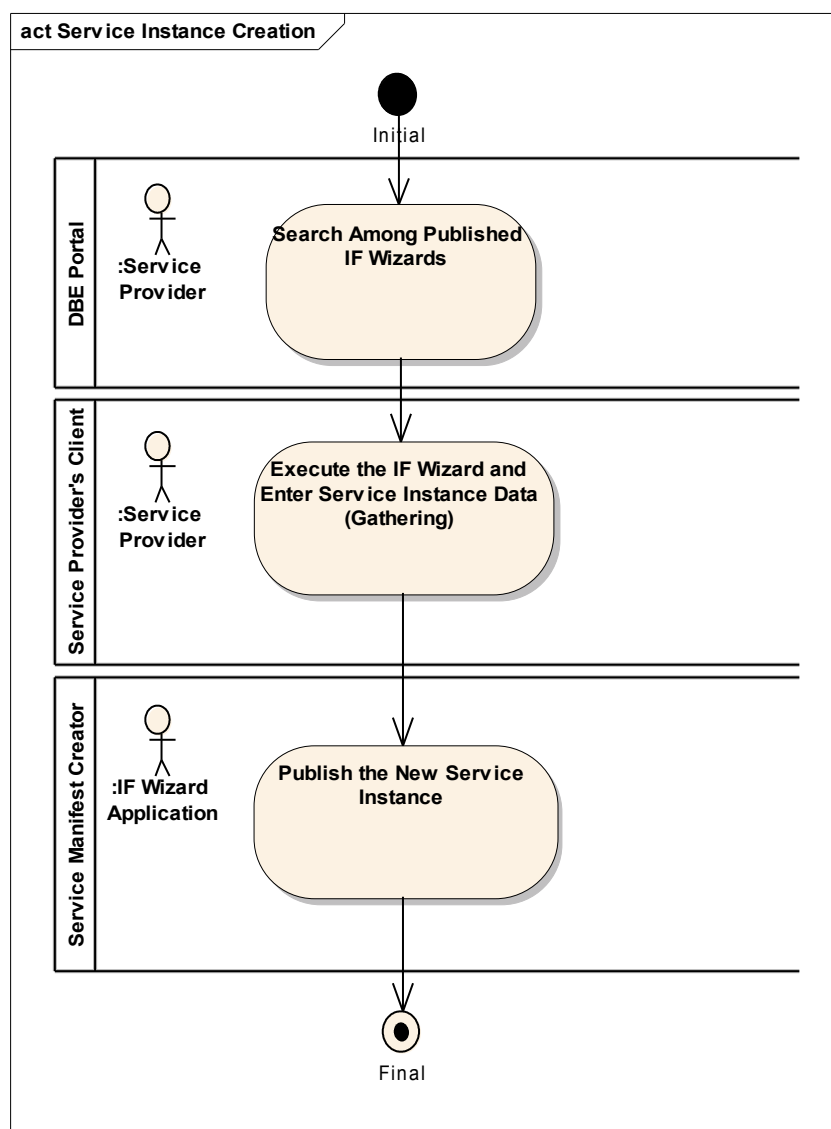 act Service Instance Creation
Initial
DBE Portal
:Service
Provider
Search Among Published
IF Wizards
Service Provider's Client
:Service
Provider
Execute the IF Wizard and
Enter Service Instance Data
(Gathering)
Service Manifest Creator
:IF Wizard
Application
Publish the New Service
Instance
Final